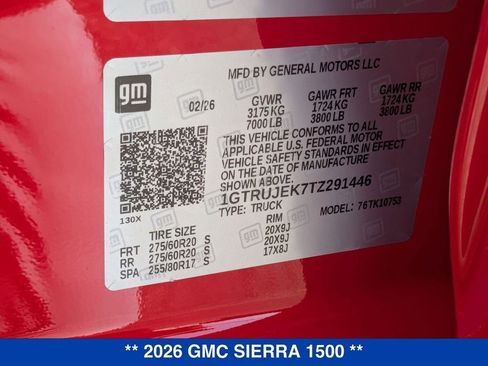 gm
MFD BY GENERAL MOTORS LLC
02/26 GVWR GAWR FRT GAWR RR
3175 KG 1724 KG 1724 KG
7000 LB 3800 LB 3800 LB
THIS VEHICLE CONFORMS TO ALL
APPLICABLE U.S. FEDERAL MOTOR
VEHICLE SAFETY STANDARDS IN EFFECT
ON THE DATE OF MANUFACTURE
SHOWN ABOVE.
1GTRUJEK7TZ291446
TYPE: TRUCK 76TK10753
130X
TIRE SIZE RIM
FRT 275/60R20 S 20X9J
RR 275/60R20 S 20X9J
SPA 255/80R17 S 17X8J
** 2026 GMC SIERRA 1500 **